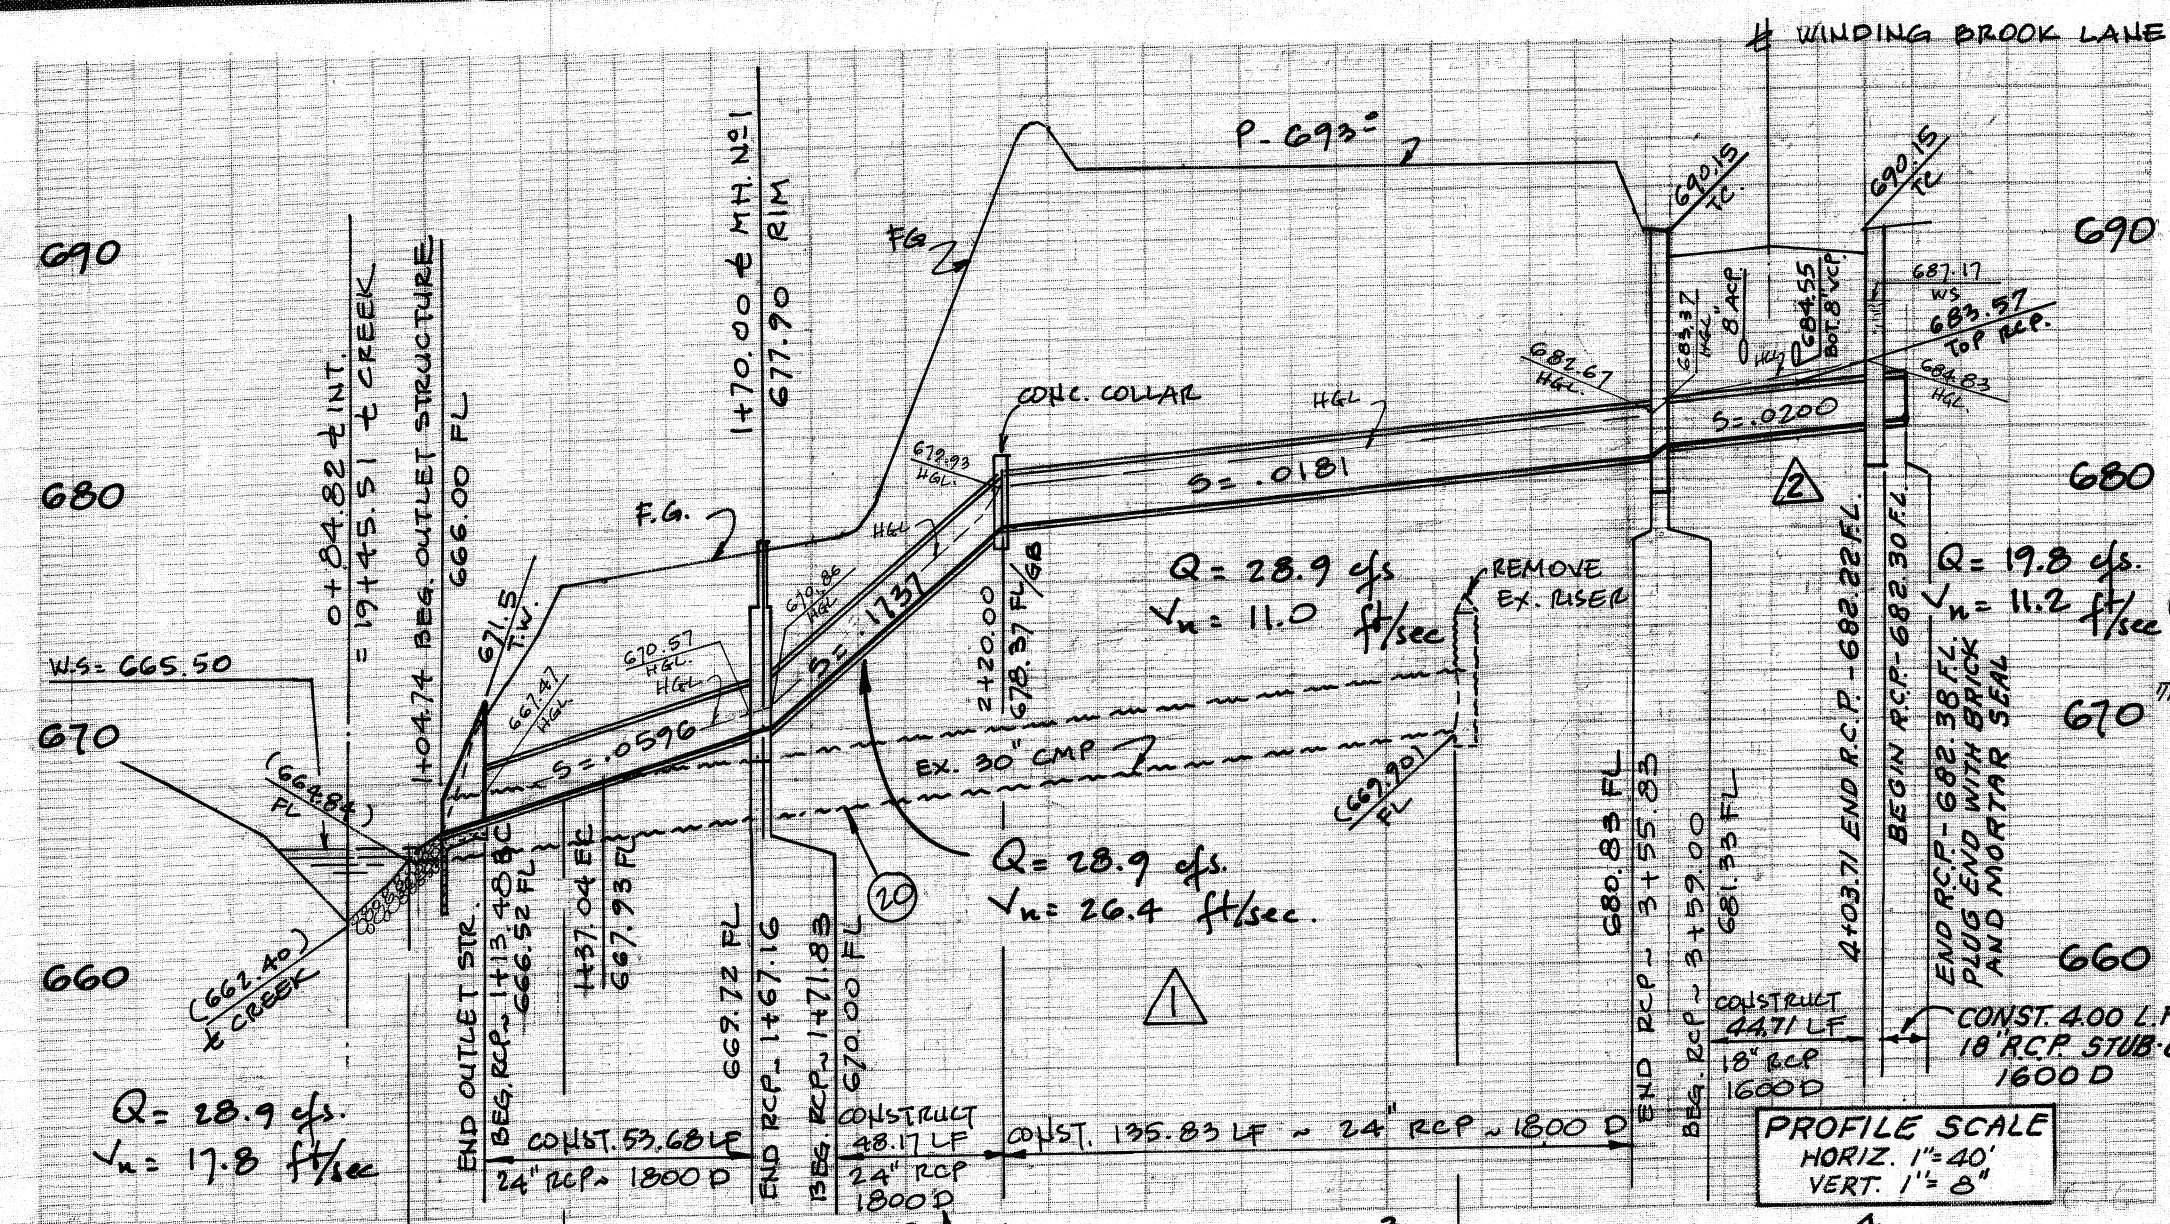 ℄ WINDING BROOK LANE
P-693±
690
680
670
660
0+84.82 ℄ INT.
= 19+45.51 ℄ CREEK
1+04.74 BEG. OUTLET STRUCTURE
666.00 FL
1+70.00 ℄ MH. Nº1
677.90 RIM
FG
F.G.
671.5
T.W.
W.S= 665.50
(664.84)
FL
(662.40)
℄ CREEK
667.47
HGL.
670.57
HGL.
HGL
670.86
HGL
HGL
679.93
HGL.
CONC. COLLAR
HGL
S=.0596
S=.1737
S=.0181
S=.0200
682.67
HGL.
683.37
HGL
8" ACP
HGL
684.55
BOT. 8" VCP.
690.15
TC.
690.15
TC
687.17
WS
683.57
TOP RCP.
684.83
HGL.
690
680
670
660
2
Q= 28.9 cfs
Vn= 11.0 ft/sec
REMOVE
EX. RISER
Q= 19.8 cfs.
Vn= 11.2 ft/sec
2+20.00
678.37 FL/GB
EX. 30" CMP
(669.90)
FL
20
Q= 28.9 cfs.
Vn= 26.4 ft/sec.
1
END OUTLET STR.
BEG. RCP~ 1+13.48 BC
666.52 FL
1+37.04 EC
667.93 FL
669.72 FL
END RCP~ 1+67.16
BEG. RCP~ 1+71.83
670.00 FL
680.83 FL
END RCP~ 3+55.83
BEG. RCP~ 3+59.00
681.33 FL
4+03.71 END R.C.P.-682.22 F.L.
BEGIN R.C.P.-682.30 F.L.
END R.C.P.-682.38 F.L.
PLUG END WITH BRICK
AND MORTAR SEAL
Q= 28.9 cfs.
Vn= 17.8 ft/sec
CONST. 53.68 LF
24" RCP~ 1800 D
CONSTRUCT
48.17 LF
24" RCP
1800 D
CONST. 135.83 LF ~ 24" RCP ~ 1800 D
CONSTRUCT
44.71 LF
18" RCP
1600 D
CONST. 4.00 L.F.
18" R.C.P. STUB-
1600 D
PROFILE SCALE
HORIZ. 1"=40'
VERT. 1"= 8"